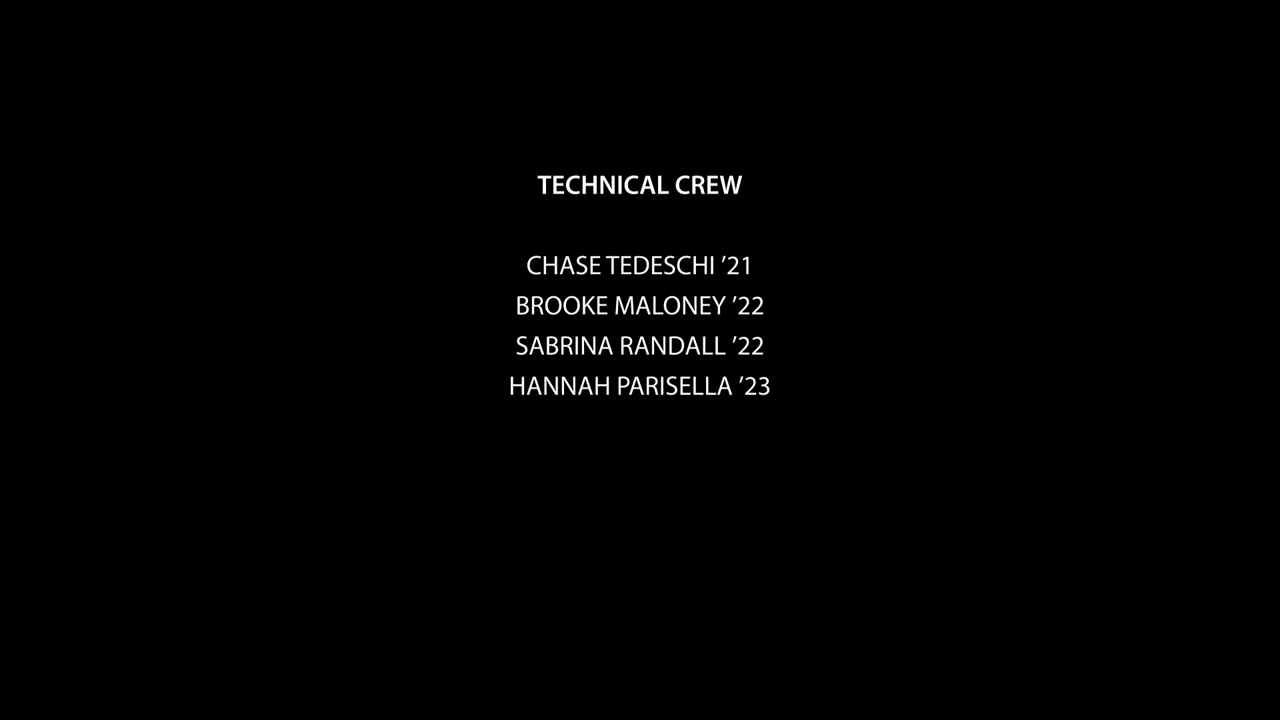 TECHNICAL CREW
CHASE TEDESCHI ’21
BROOKE MALONEY ’22
SABRINA RANDALL ’22
HANNAH PARISELLA ’23